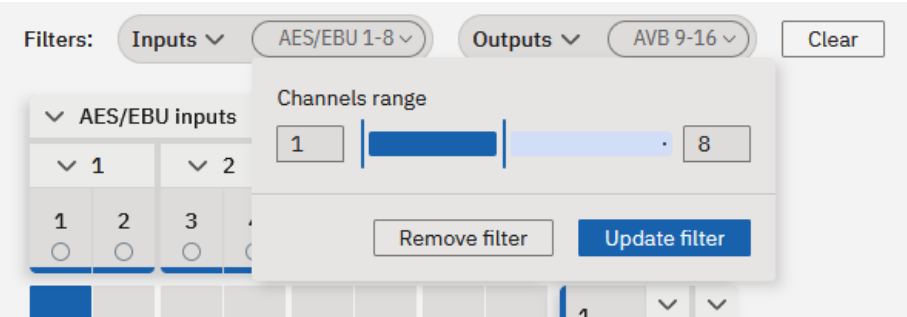 Filters: Inputs AES/EBU 1-8 Outputs AVB 9-16 Clear
Channels range
AES/EBU inputs
1 8
1 2
1 2 3
Remove filter Update filter
1